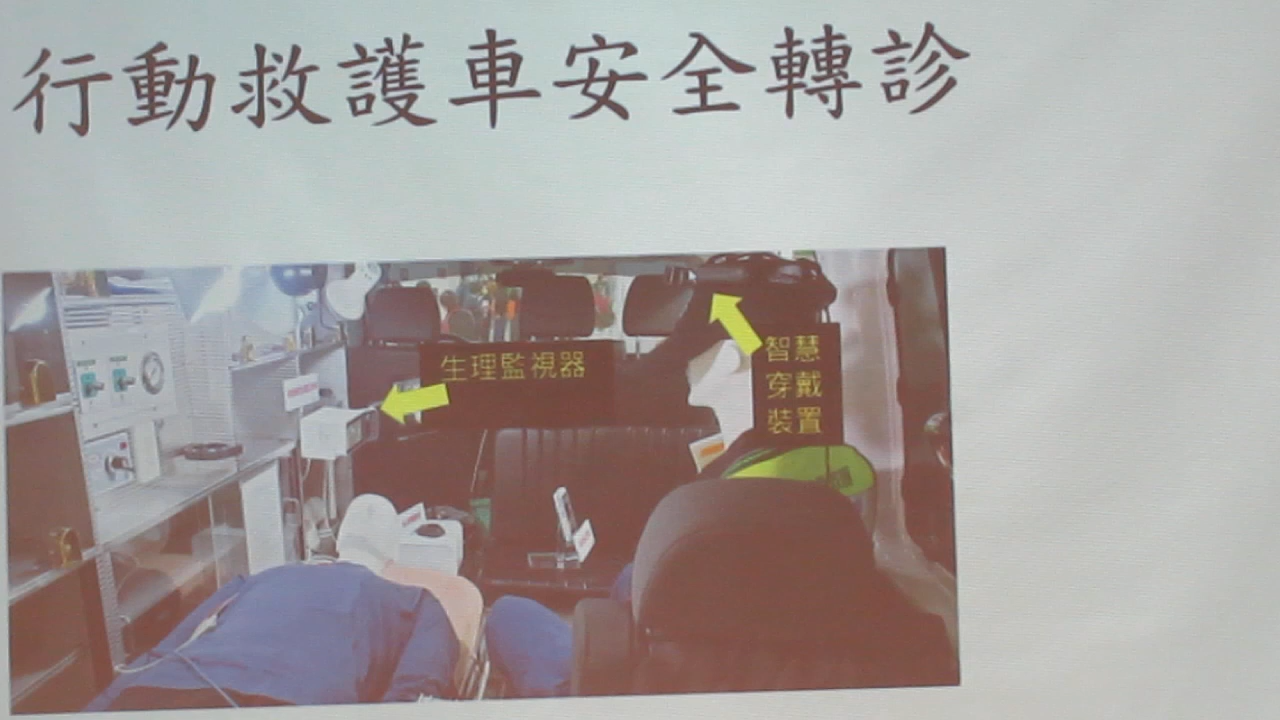 行動救護車安全轉診
生理監視器
智慧
穿戴
裝置